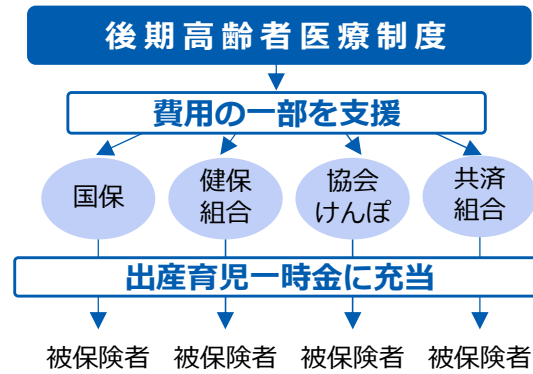 後期高齢者医療制度
費用の一部を支援
国保
健保
組合
協会
けんぽ
共済
組合
出産育児一時金に充当
被保険者 被保険者 被保険者 被保険者